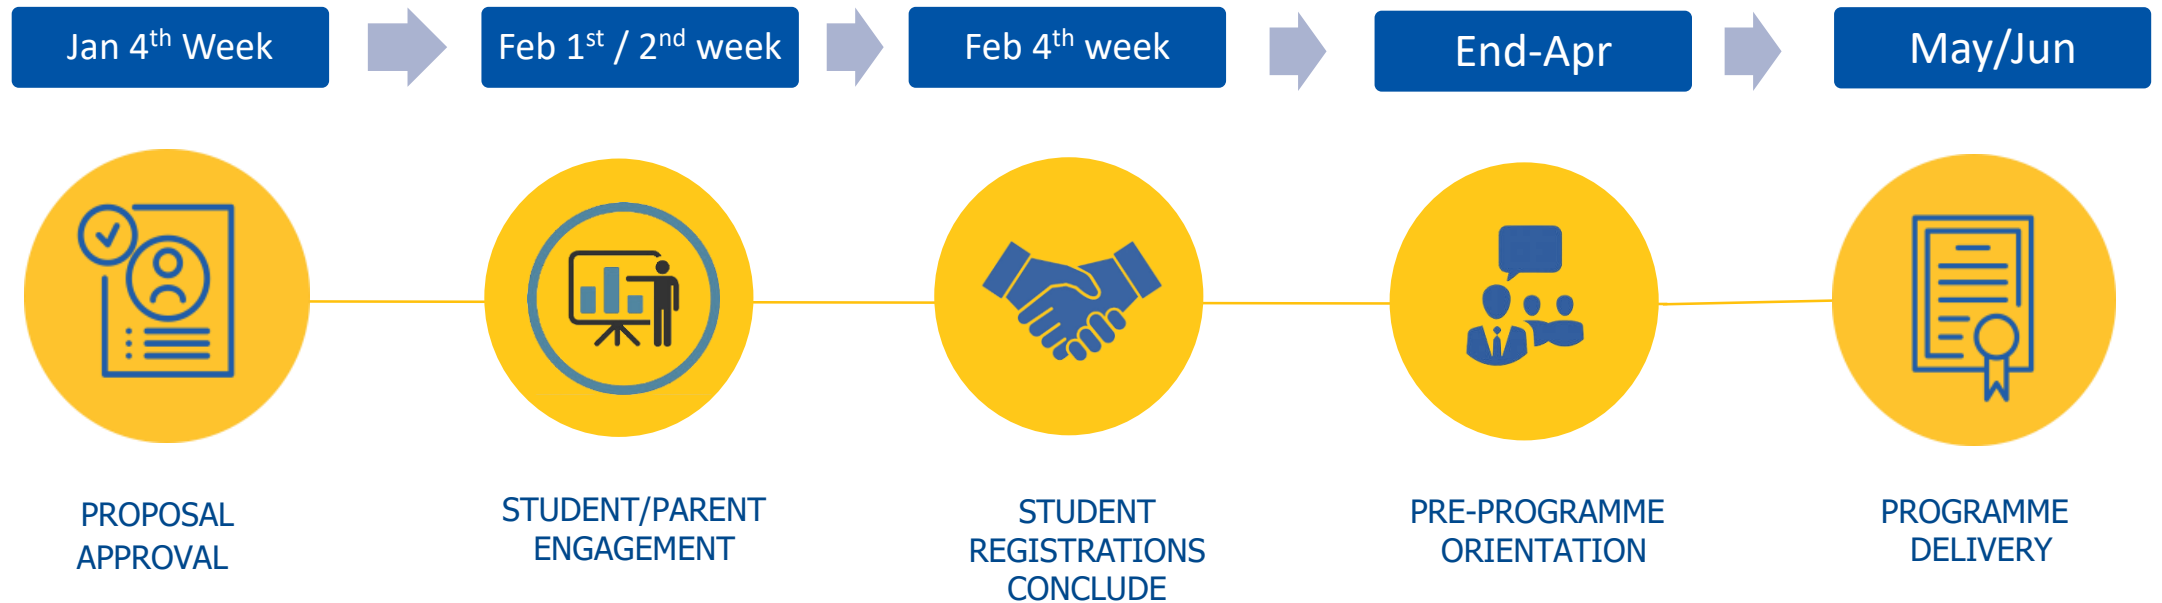 Jan 4th Week
Feb 1st / 2nd week
Feb 4th week
End-Apr
May/Jun
PROPOSAL
APPROVAL
STUDENT/PARENT
ENGAGEMENT
STUDENT
REGISTRATIONS
CONCLUDE
PRE-PROGRAMME
ORIENTATION
PROGRAMME
DELIVERY